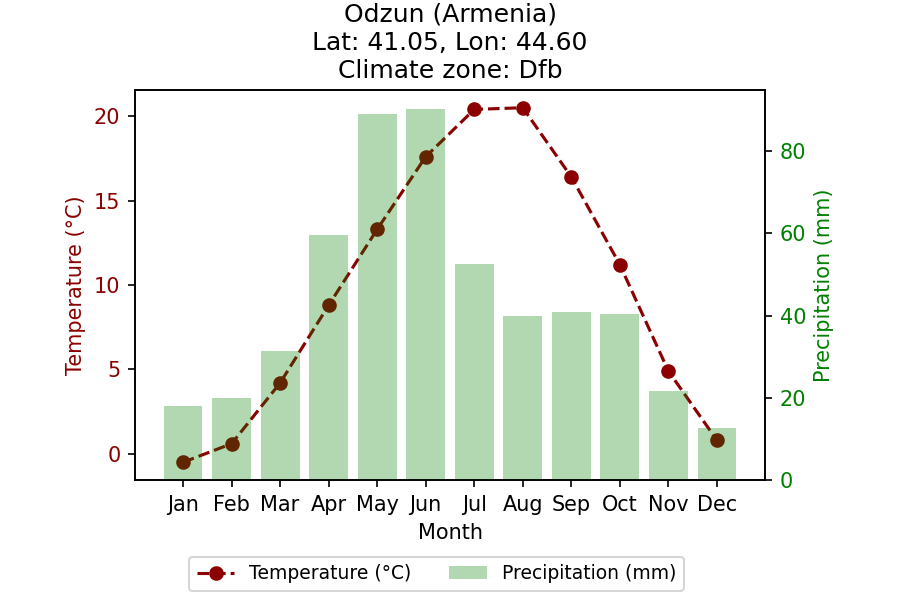 Odzun (Armenia)
Lat: 41.05, Lon: 44.60
Climate zone: Dfb
Temperature (°C)
20
15
10
5
0
Precipitation (mm)
80
60
40
20
0
Jan Feb Mar Apr May Jun Jul Aug Sep Oct Nov Dec
Month
Temperature (°C) Precipitation (mm)